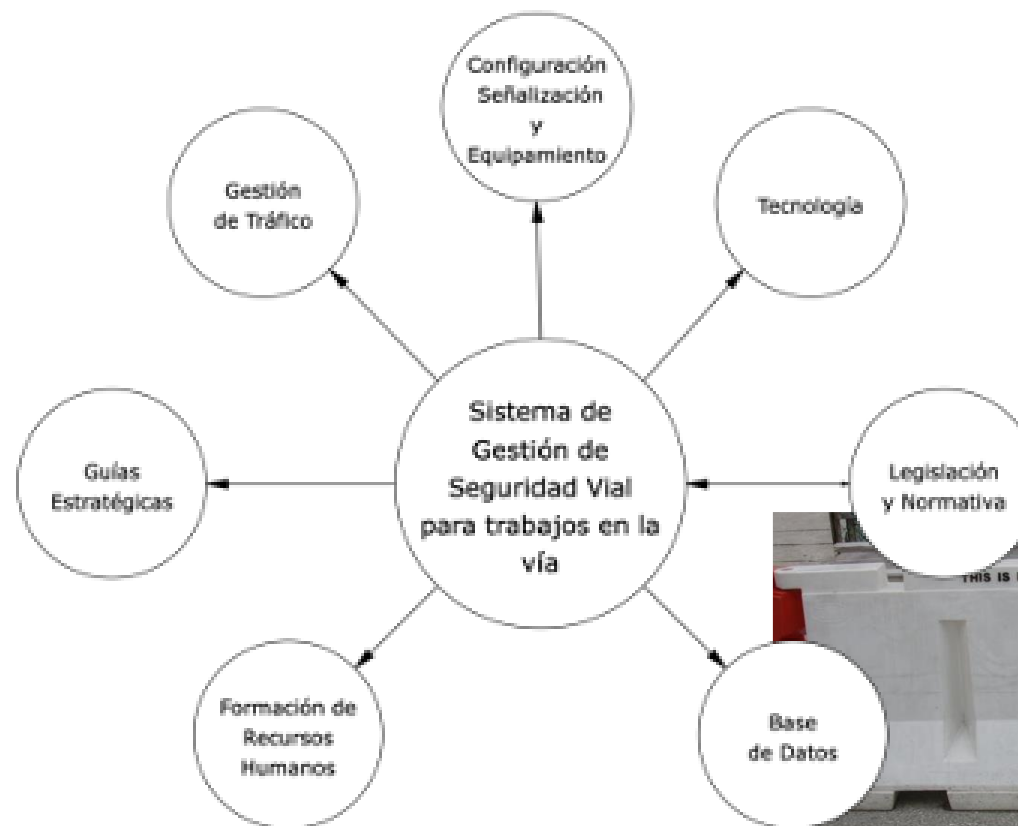 Configuración
Señalización
y
Equipamiento
Gestión
de Tráfico
Tecnología
Sistema de
Gestión de
Seguridad Vial
para trabajos en la
vía
Guías
Estratégicas
Legislación
y Normativa
THIS IS
Formación de
Recursos
Humanos
Base
de Datos